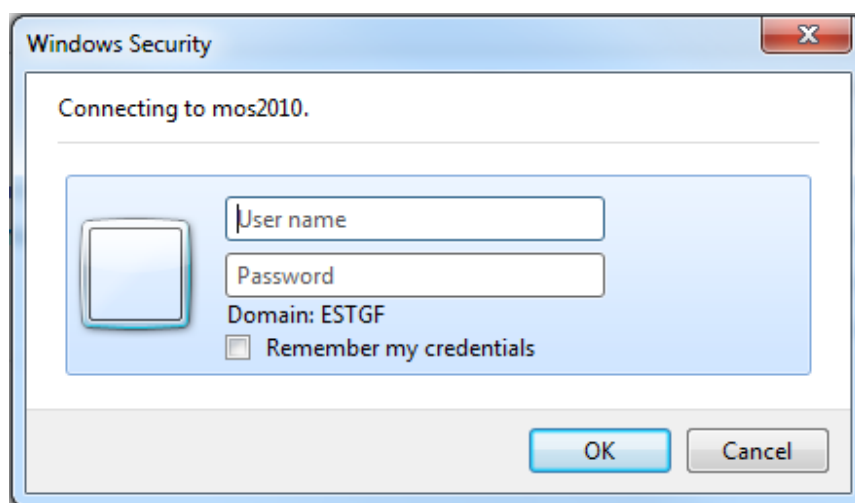 Windows Security
Connecting to mos2010.
User name
Password
Domain: ESTGF
Remember my credentials
OK
Cancel